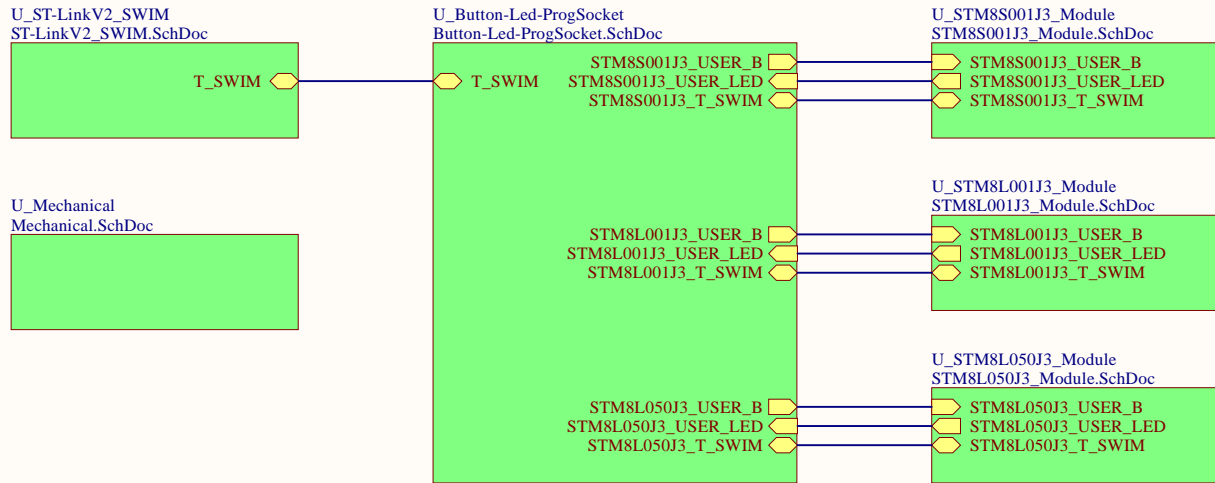 U_ST-LinkV2_SWIM
ST-LinkV2_SWIM.SchDoc
T_SWIM
U_Mechanical
Mechanical.SchDoc
U_Button-Led-ProgSocket
Button-Led-ProgSocket.SchDoc
T_SWIM
STM8S001J3_USER_B
STM8S001J3_USER_LED
STM8S001J3_T_SWIM
STM8L001J3_USER_B
STM8L001J3_USER_LED
STM8L001J3_T_SWIM
STM8L050J3_USER_B
STM8L050J3_USER_LED
STM8L050J3_T_SWIM
U_STM8S001J3_Module
STM8S001J3_Module.SchDoc
STM8S001J3_USER_B
STM8S001J3_USER_LED
STM8S001J3_T_SWIM
U_STM8L001J3_Module
STM8L001J3_Module.SchDoc
STM8L001J3_USER_B
STM8L001J3_USER_LED
STM8L001J3_T_SWIM
U_STM8L050J3_Module
STM8L050J3_Module.SchDoc
STM8L050J3_USER_B
STM8L050J3_USER_LED
STM8L050J3_T_SWIM